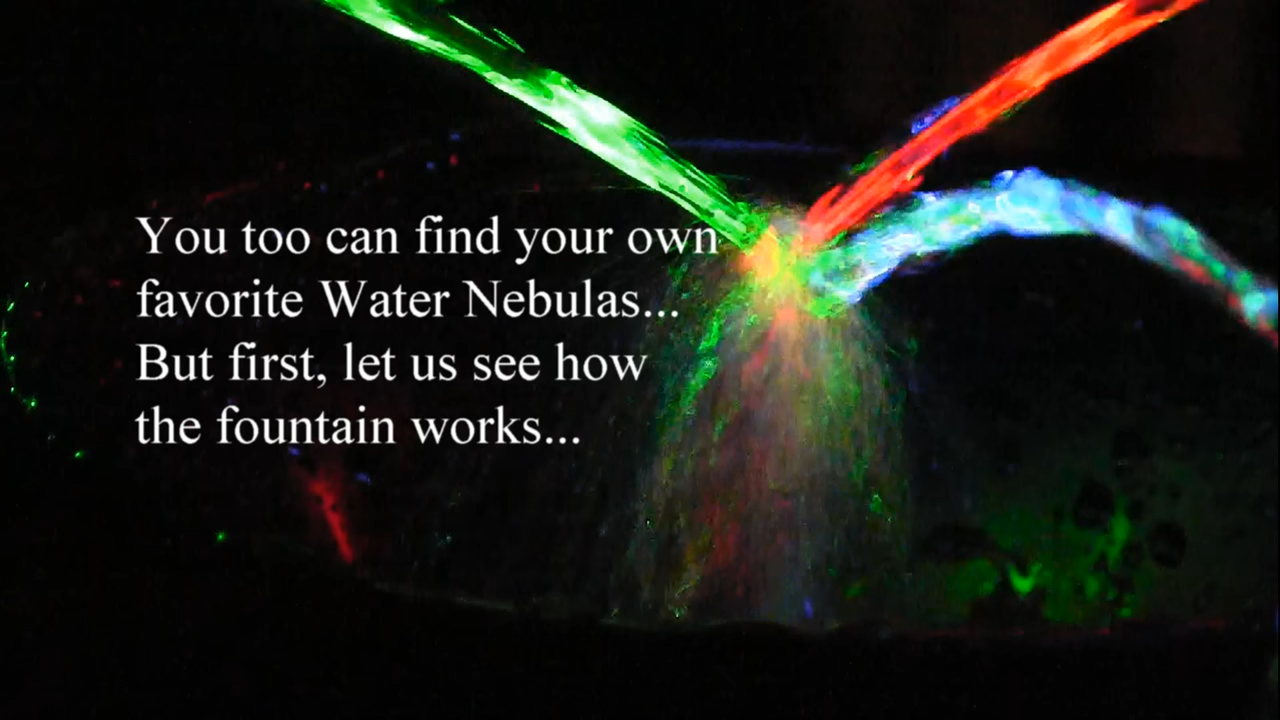 You too can find your own
favorite Water Nebulas...
But first, let us see how
the fountain works...